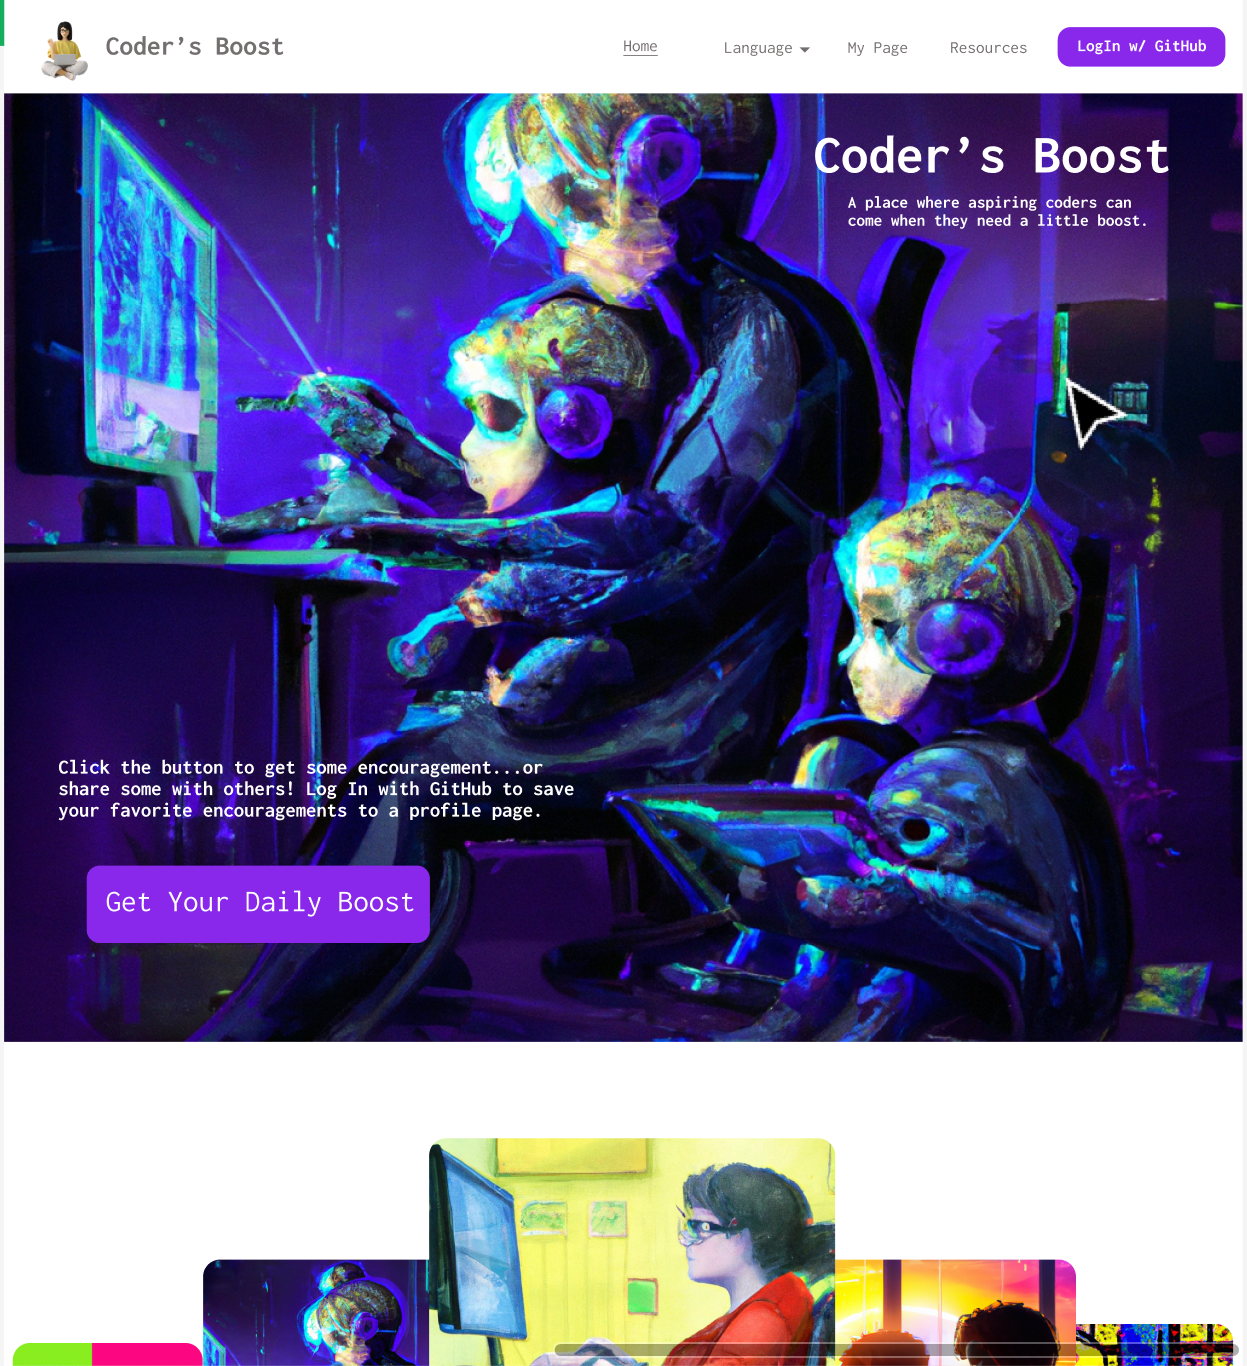 Coder’s Boost
Home
Language
My Page
Resources
LogIn w/ GitHub
Coder’s Boost
A place where aspiring coders can
come when they need a little boost.
Click the button to get some encouragement...or
share some with others! Log In with GitHub to save
your favorite encouragements to a profile page.
Get Your Daily Boost